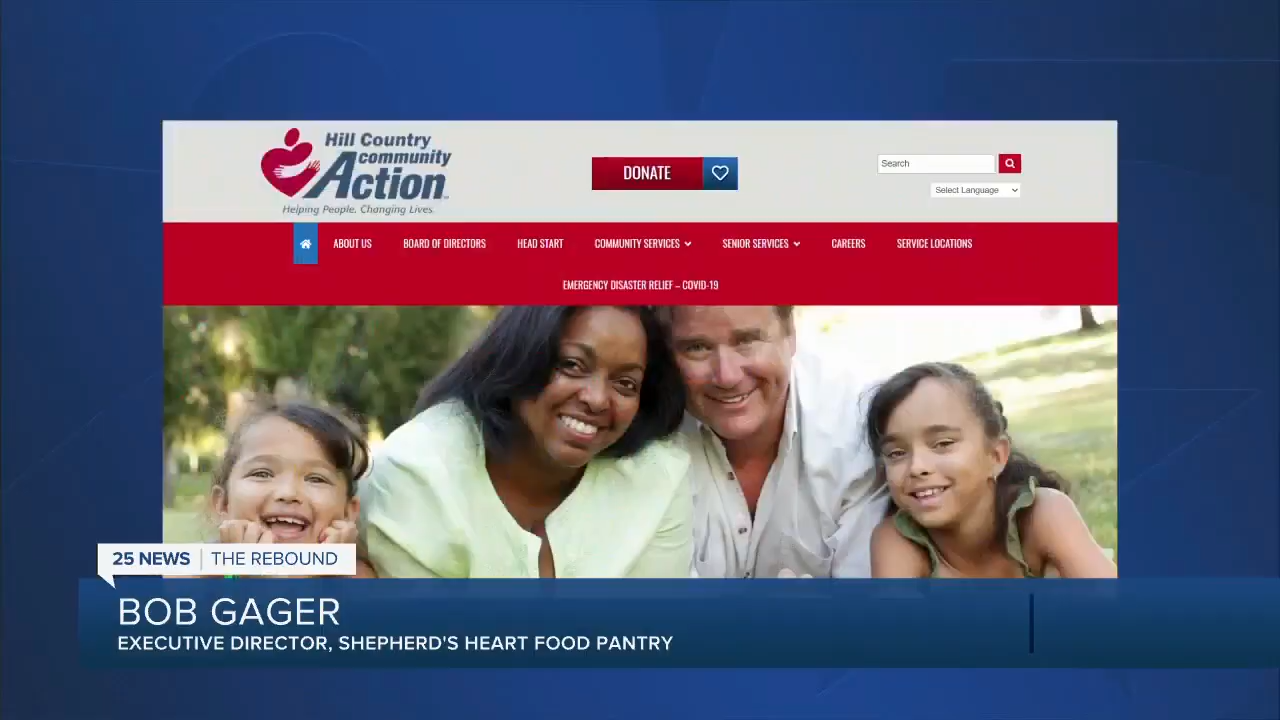 Hill Country
community
Action
Helping People. Changing Lives.
DONATE
Search
Select Language
ABOUT US
BOARD OF DIRECTORS
HEAD START
COMMUNITY SERVICES
SENIOR SERVICES
CAREERS
SERVICE LOCATIONS
EMERGENCY DISASTER RELIEF – COVID-19
25 NEWS | THE REBOUND
BOB GAGER
EXECUTIVE DIRECTOR, SHEPHERD'S HEART FOOD PANTRY